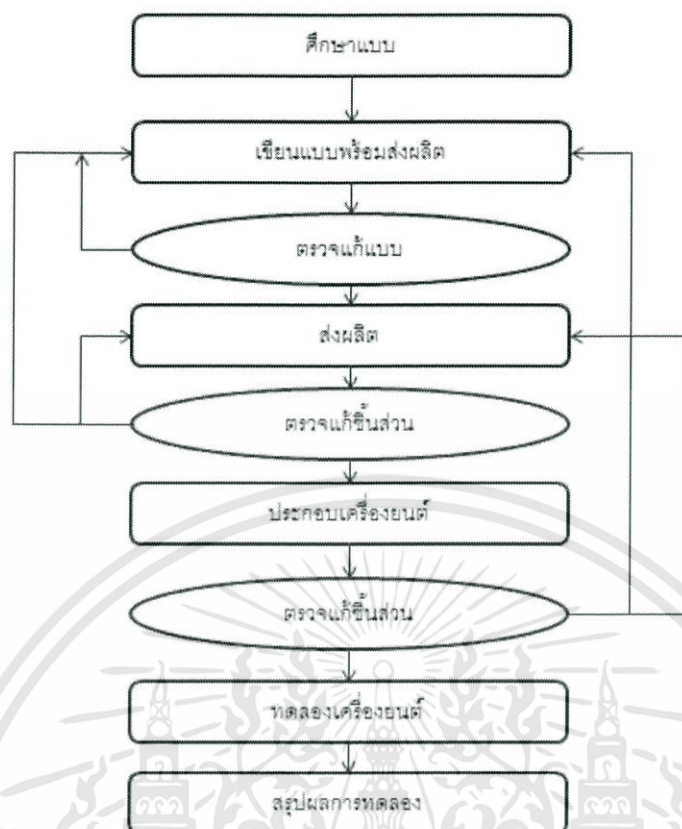 ศึกษาแบบ
เขียนแบบพร้อมส่งผลิต
ตรวจแก้แบบ
ส่งผลิต
ตรวจแก้ชิ้นส่วน
ประกอบเครื่องยนต์
ตรวจแก้ชิ้นส่วน
ทดลองเครื่องยนต์
สรุปผลการทดลอง